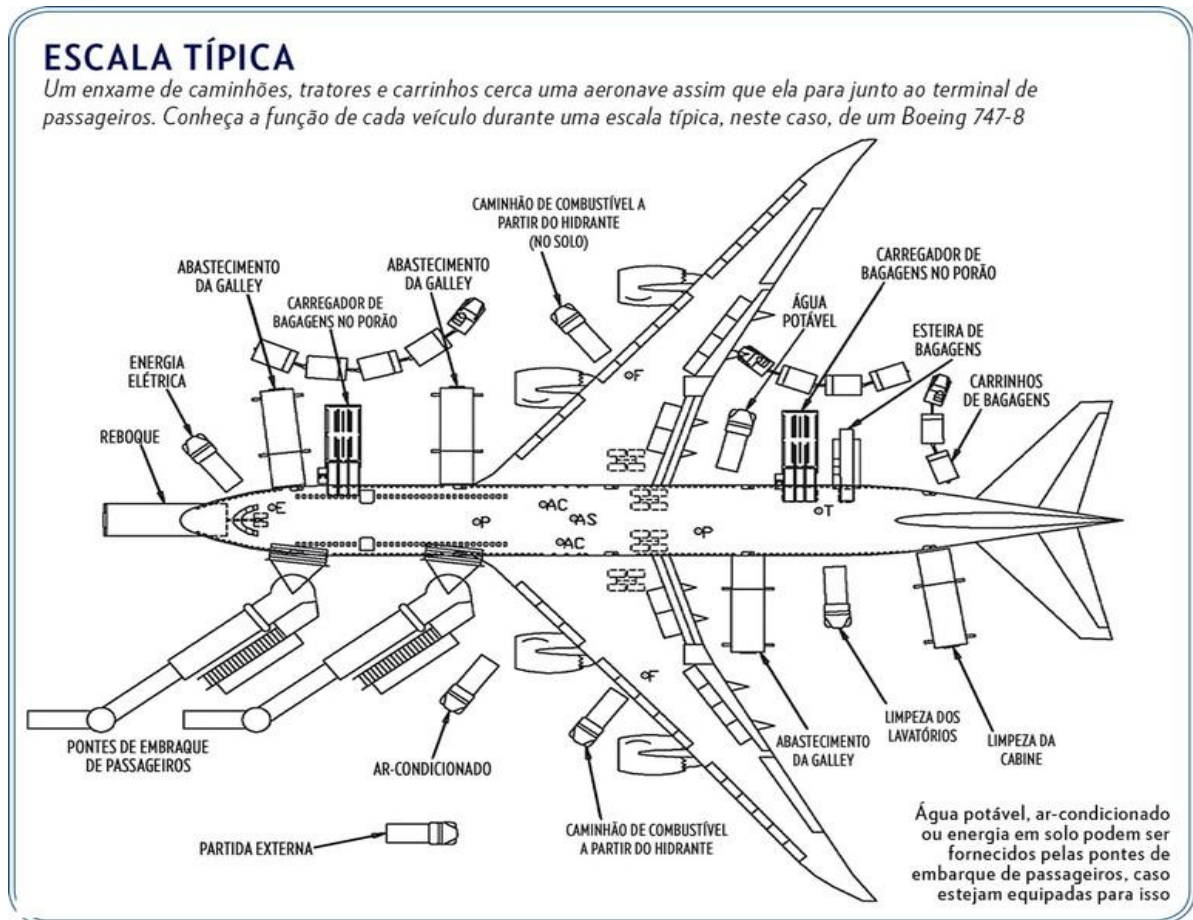 ESCALA TÍPICA
Um enxame de caminhões, tratores e carrinhos cerca uma aeronave assim que ela para junto ao terminal de
passageiros. Conheça a função de cada veículo durante uma escala típica, neste caso, de um Boeing 747-8
CAMINHÃO DE COMBUSTÍVEL A
PARTIR DO HIDRANTE
(NO SOLO)
ABASTECIMENTO
DA GALLEY
ABASTECIMENTO
DA GALLEY
CARREGADOR DE
BAGAGENS NO PORÃO
CARREGADOR DE
BAGAGENS NO PORÃO
ÁGUA
POTÁVEL
ESTEIRA DE
BAGAGENS
ENERGIA
ELÉTRICA
CARRINHOS
DE BAGAGENS
REBOQUE
F
E
P
AC
AS
AC
P
T
F
PONTES DE EMBRAQUE
DE PASSAGEIROS
AR-CONDICIONADO
ABASTECIMENTO
DA GALLEY
LIMPEZA DOS
LAVATÓRIOS
LIMPEZA DA
CABINE
PARTIDA EXTERNA
CAMINHÃO DE COMBUSTÍVEL
A PARTIR DO HIDRANTE
Água potável, ar-condicionado
ou energia em solo podem ser
fornecidos pelas pontes de
embarque de passageiros, caso
estejam equipadas para isso